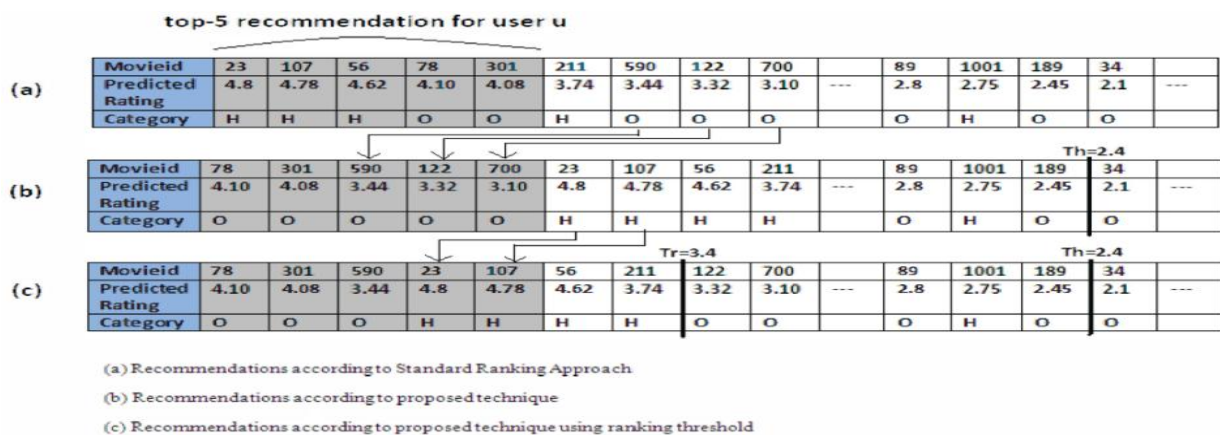 top-5 recommendation for user u
(a)
Movieid 23 107 56 78 301 211 590 122 700 89 1001 189 34
Predicted Rating 4.8 4.78 4.62 4.10 4.08 3.74 3.44 3.32 3.10 --- 2.8 2.75 2.45 2.1 ---
Category H H H O O H O O O O H O O
Th=2.4
(b)
Movieid 78 301 590 122 700 23 107 56 211 89 1001 189 34
Predicted Rating 4.10 4.08 3.44 3.32 3.10 4.8 4.78 4.62 3.74 --- 2.8 2.75 2.45 2.1 ---
Category O O O O O H H H H O H O O
Tr=3.4 Th=2.4
(c)
Movieid 78 301 590 23 107 56 211 122 700 89 1001 189 34
Predicted Rating 4.10 4.08 3.44 4.8 4.78 4.62 3.74 3.32 3.10 --- 2.8 2.75 2.45 2.1 ---
Category O O O H H H H O O O H O O
(a) Recommendations according to Standard Ranking Approach
(b) Recommendations according to proposed technique
(c) Recommendations according to proposed technique using ranking threshold